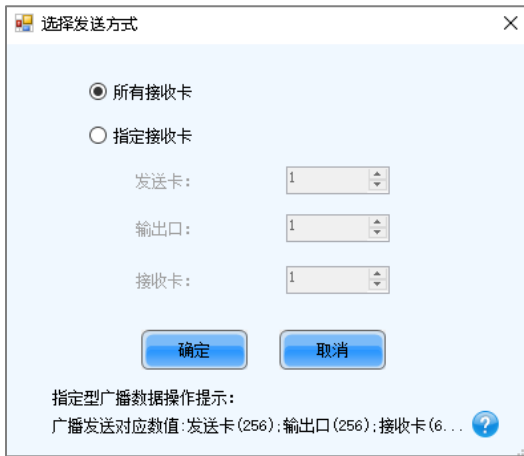 选择发送方式
所有接收卡
指定接收卡
发送卡： 1
输出口： 1
接收卡： 1
确定 取消
指定型广播数据操作提示：
广播发送对应数值:发送卡(256);输出口(256);接收卡(6...